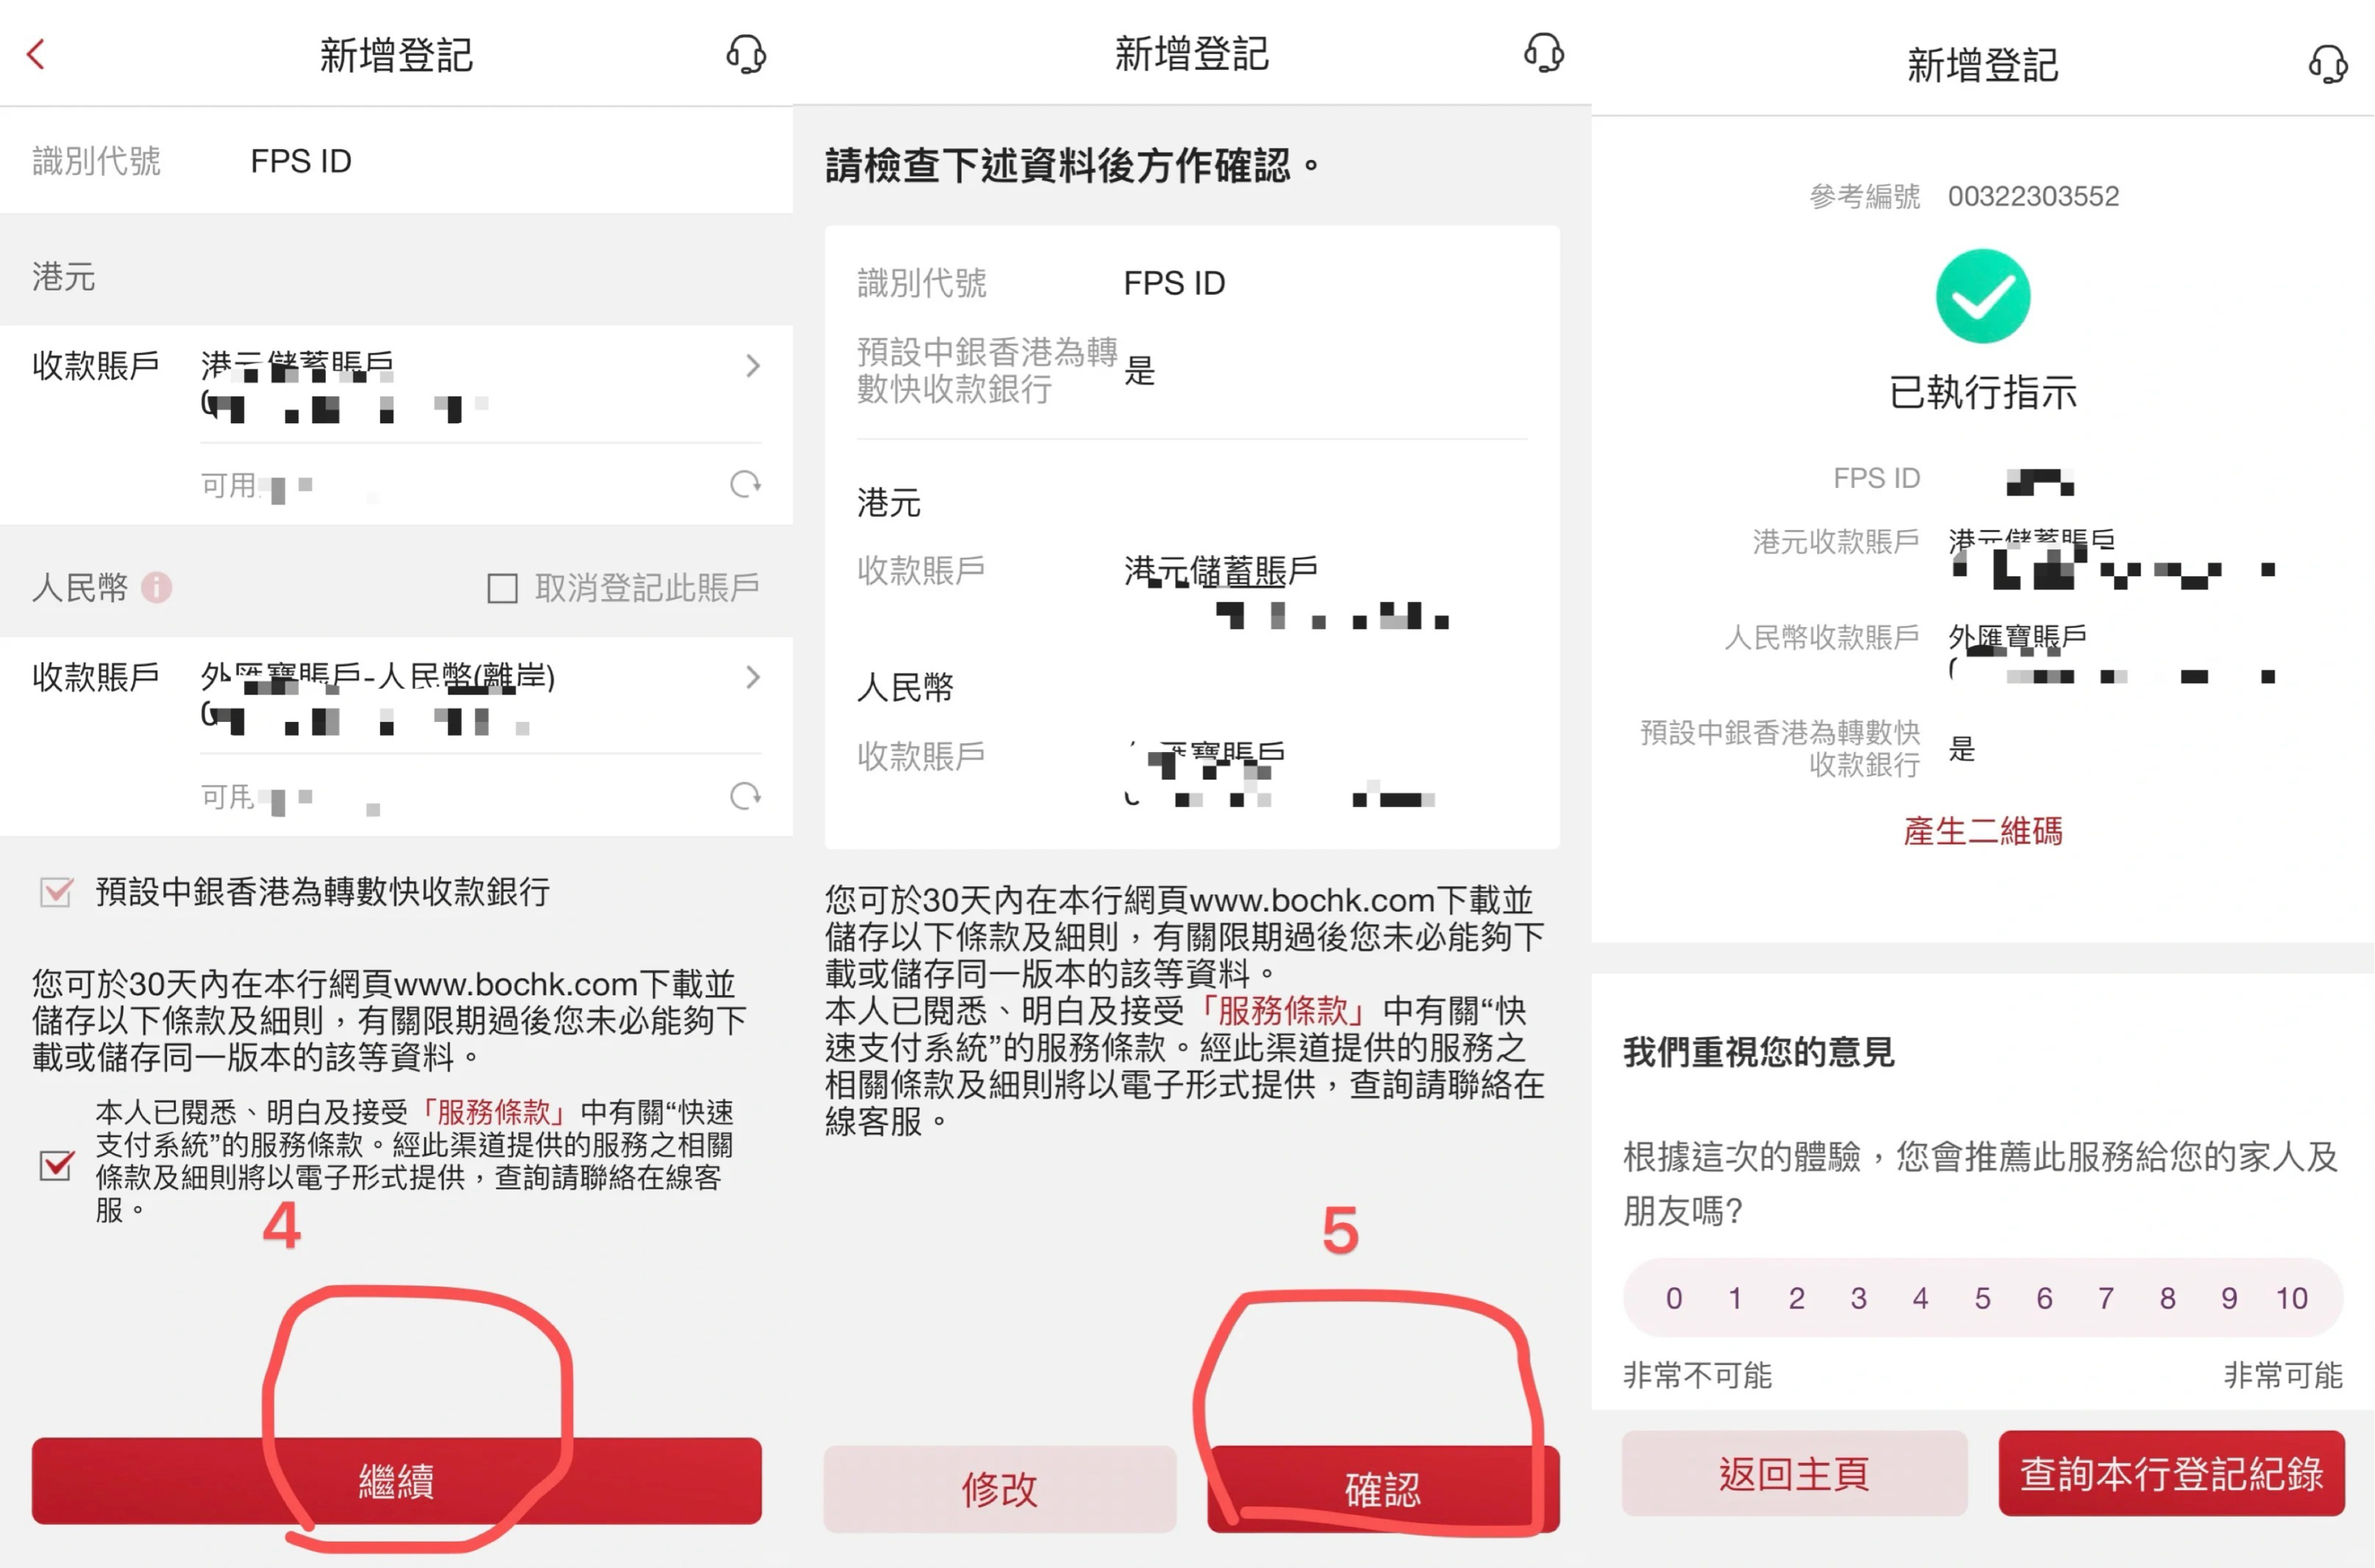 新增登記
識別代號 FPS ID
港元
收款賬戶 港元儲蓄賬戶
可用
人民幣 取消登記此賬戶
收款賬戶 外匯寶賬戶-人民幣(離岸)
可用
預設中銀香港為轉數快收款銀行
您可於30天內在本行網頁www.bochk.com下載並
儲存以下條款及細則，有關限期過後您未必能夠下
載或儲存同一版本的該等資料。
本人已閱悉、明白及接受「服務條款」中有關“快速
支付系統”的服務條款。經此渠道提供的服務之相關
條款及細則將以電子形式提供，查詢請聯絡在線客
服。
4
繼續
新增登記
請檢查下述資料後方作確認。
識別代號 FPS ID
預設中銀香港為轉
數快收款銀行 是
港元
收款賬戶 港元儲蓄賬戶
人民幣
收款賬戶 匯寶賬戶
您可於30天內在本行網頁www.bochk.com下載並
儲存以下條款及細則，有關限期過後您未必能夠下
載或儲存同一版本的該等資料。
本人已閱悉、明白及接受「服務條款」中有關“快
速支付系統”的服務條款。經此渠道提供的服務之
相關條款及細則將以電子形式提供，查詢請聯絡在
線客服。
5
修改
確認
新增登記
參考編號 00322303552
已執行指示
FPS ID
港元收款賬戶 港元儲蓄賬戶
人民幣收款賬戶 外匯寶賬戶
預設中銀香港為轉數快
收款銀行 是
產生二維碼
我們重視您的意見
根據這次的體驗，您會推薦此服務給您的家人及
朋友嗎?
0 1 2 3 4 5 6 7 8 9 10
非常不可能 非常可能
返回主頁
查詢本行登記紀錄